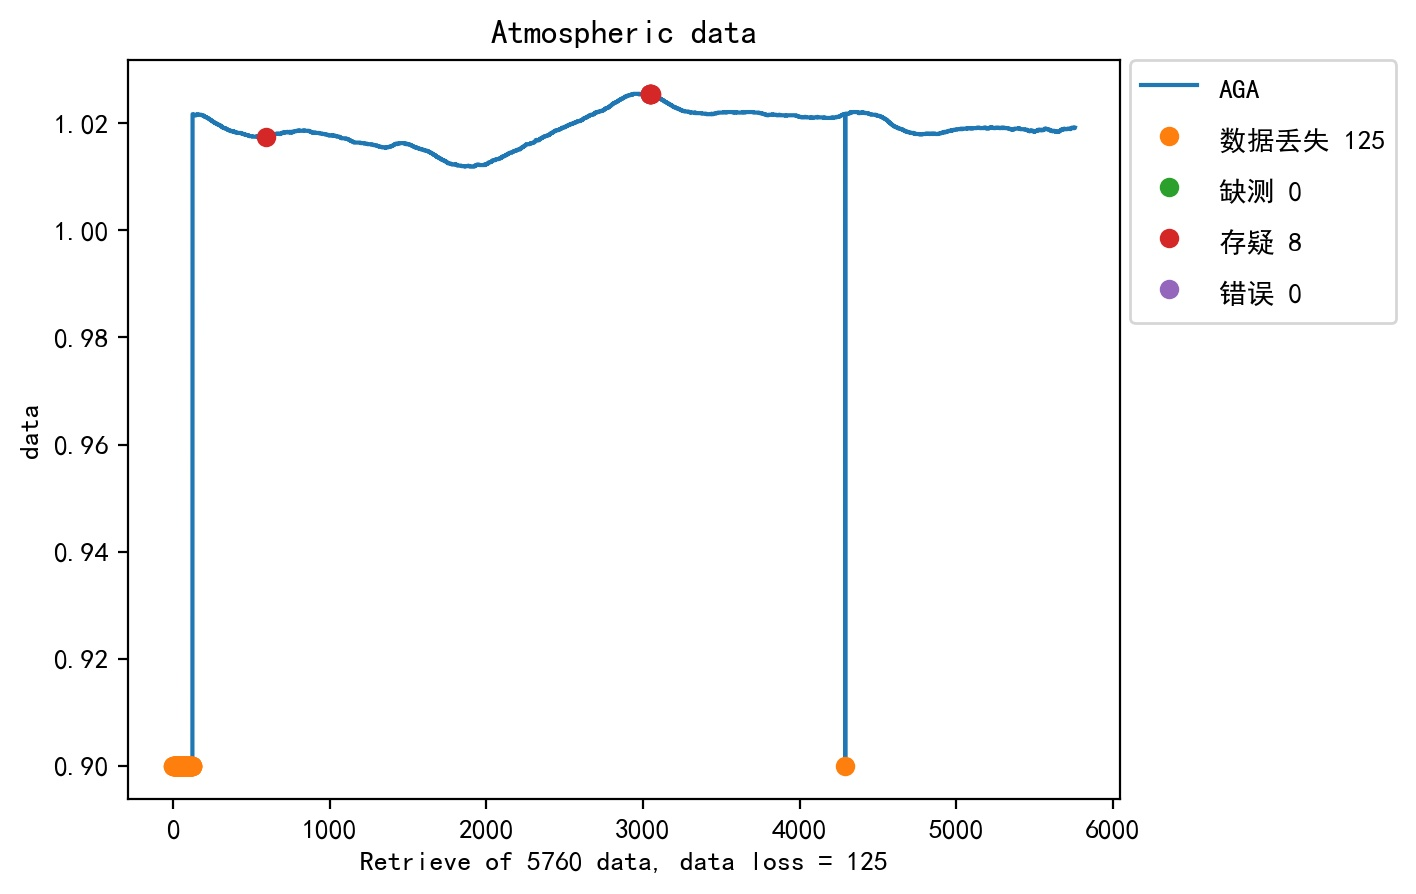 Atmospheric data
AGA
数据丢失 125
缺测 0
存疑 8
错误 0
1.02
1.00
0.98
0.96
0.94
0.92
0.90
data
0 1000 2000 3000 4000 5000 6000
Retrieve of 5760 data, data loss = 125